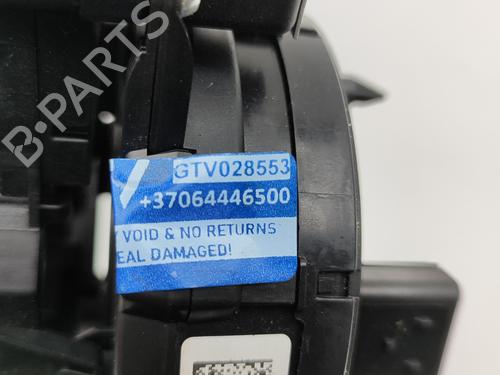 B-PARTS
GTV028553
+37064446500
VOID & NO RETURNS
EAL DAMAGED!